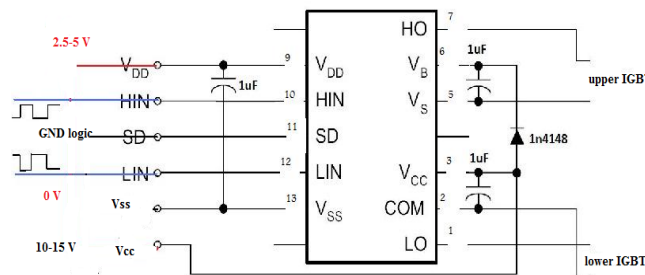 HO 7
2.5-5 V
1uF 6
VDD 9 VDD VB
1uF upper IGB
HIN 10 HIN VS 5
GND logic
SD 11 SD 1n4148
1uF
LIN 12 LIN VCC 3
0 V
Vss 13 VSS COM 2
10-15 V Vcc LO 1
lower IGBT